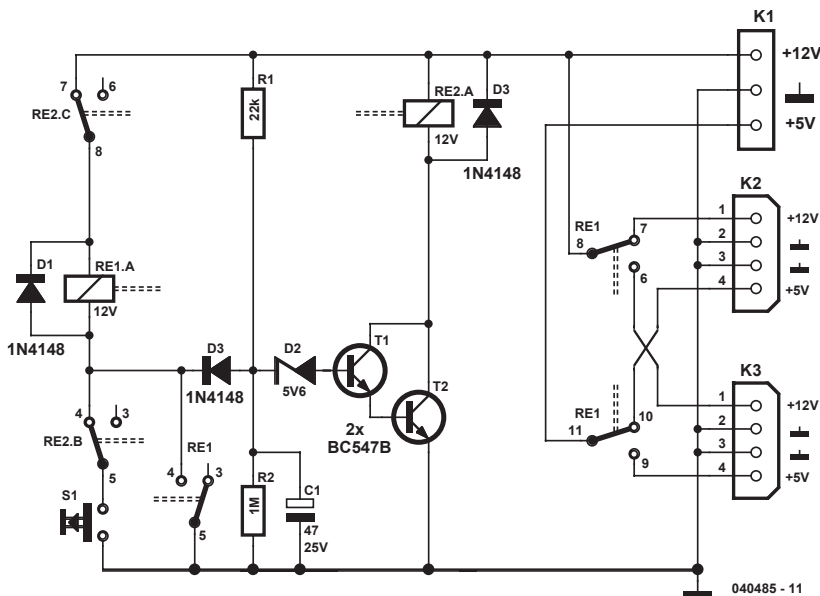 K1
+12V
+5V
7
6
RE2.C
8
R1
22k
RE2.A
12V
D3
1N4148
K2
1
+12V
2
3
4
+5V
RE1
8
7
6
D1
RE1.A
12V
1N4148
D3
1N4148
D2
5V6
T1
T2
2x
BC547B
K3
1
+12V
2
3
4
+5V
RE1
11
10
9
4
3
RE2.B
5
S1
RE1
4
3
5
R2
1M
C1
47
25V
040485 - 11